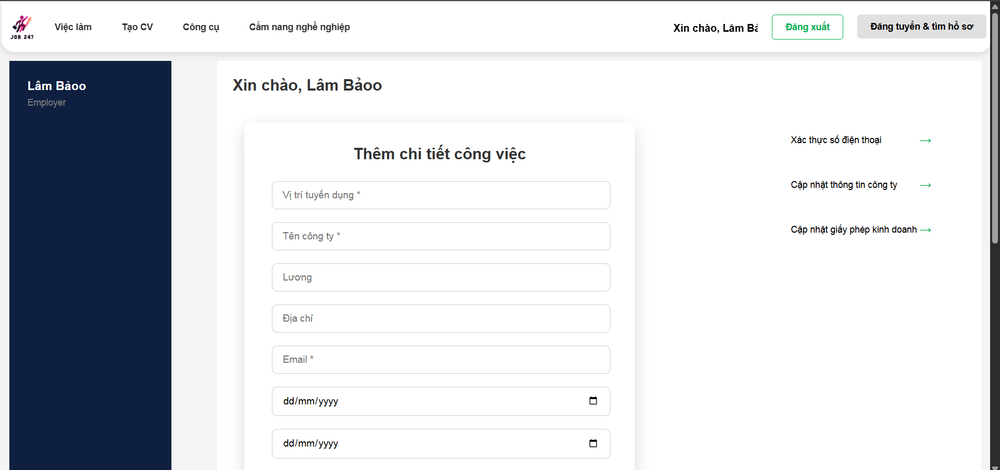 JOB 247
Việc làm
Tạo CV
Công cụ
Cẩm nang nghề nghiệp
Xin chào, Lâm Bả
Đăng xuất
Đăng tuyển & tìm hồ sơ
Lâm Bảoo
Employer
Xin chào, Lâm Bảoo
Thêm chi tiết công việc
Vị trí tuyển dụng *
Tên công ty *
Lương
Địa chỉ
Email *
dd/mm/yyyy
dd/mm/yyyy
Xác thực số điện thoại
Cập nhật thông tin công ty
Cập nhật giấy phép kinh doanh